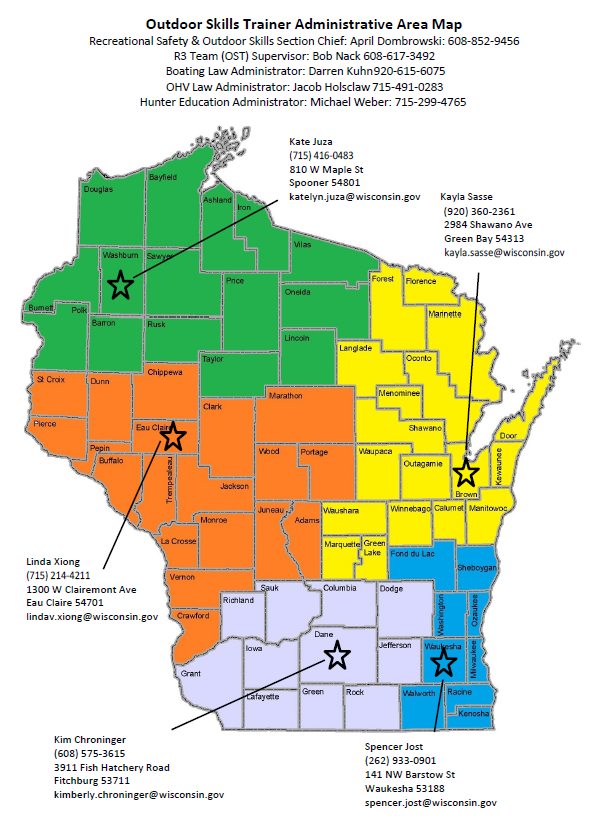 Outdoor Skills Trainer Administrative Area Map
Recreational Safety & Outdoor Skills Section Chief: April Dombrowski: 608-852-9456
R3 Team (OST) Supervisor: Bob Nack 608-617-3492
Boating Law Administrator: Darren Kuhn920-615-6075
OHV Law Administrator: Jacob Holsclaw 715-491-0283
Hunter Education Administrator: Michael Weber: 715-299-4765
Kate Juza
(715) 416-0483
810 W Maple St
Spooner 54801
katelyn.juza@wisconsin.gov
Kayla Sasse
(920) 360-2361
2984 Shawano Ave
Green Bay 54313
kayla.sasse@wisconsin.gov
Douglas
Bayfield
Ashland
Iron
Vilas
Washburn
Sawyer
Price
Oneida
Forest
Florence
Marinette
Burnett
Polk
Barron
Rusk
Lincoln
Langlade
Oconto
Taylor
St Croix
Dunn
Chippewa
Clark
Marathon
Menominee
Shawano
Door
Pierce
Pepin
Eau Claire
Buffalo
Trempealeau
Jackson
Wood
Portage
Waupaca
Outagamie
Brown
Kewaunee
Monroe
Juneau
Adams
Waushara
Winnebago
Calumet
Manitowoc
La Crosse
Marquette
Green
Lake
Fond du Lac
Sheboygan
Vernon
Crawford
Richland
Sauk
Columbia
Dodge
Washington
Ozaukee
Grant
Iowa
Dane
Jefferson
Waukesha
Milwaukee
Lafayette
Green
Rock
Walworth
Racine
Kenosha
Linda Xiong
(715) 214-4211
1300 W Clairemont Ave
Eau Claire 54701
lindav.xiong@wisconsin.gov
Kim Chroninger
(608) 575-3615
3911 Fish Hatchery Road
Fitchburg 53711
kimberly.chroninger@wisconsin.gov
Spencer Jost
(262) 933-0901
141 NW Barstow St
Waukesha 53188
spencer.jost@wisconsin.gov